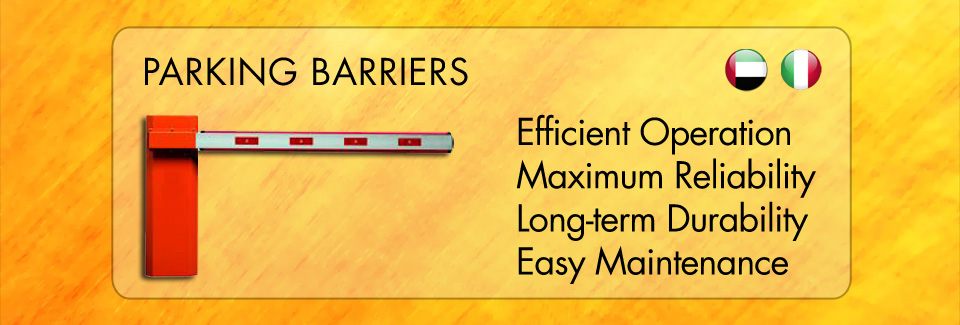 PARKING BARRIERS
Efficient Operation
Maximum Reliability
Long-term Durability
Easy Maintenance